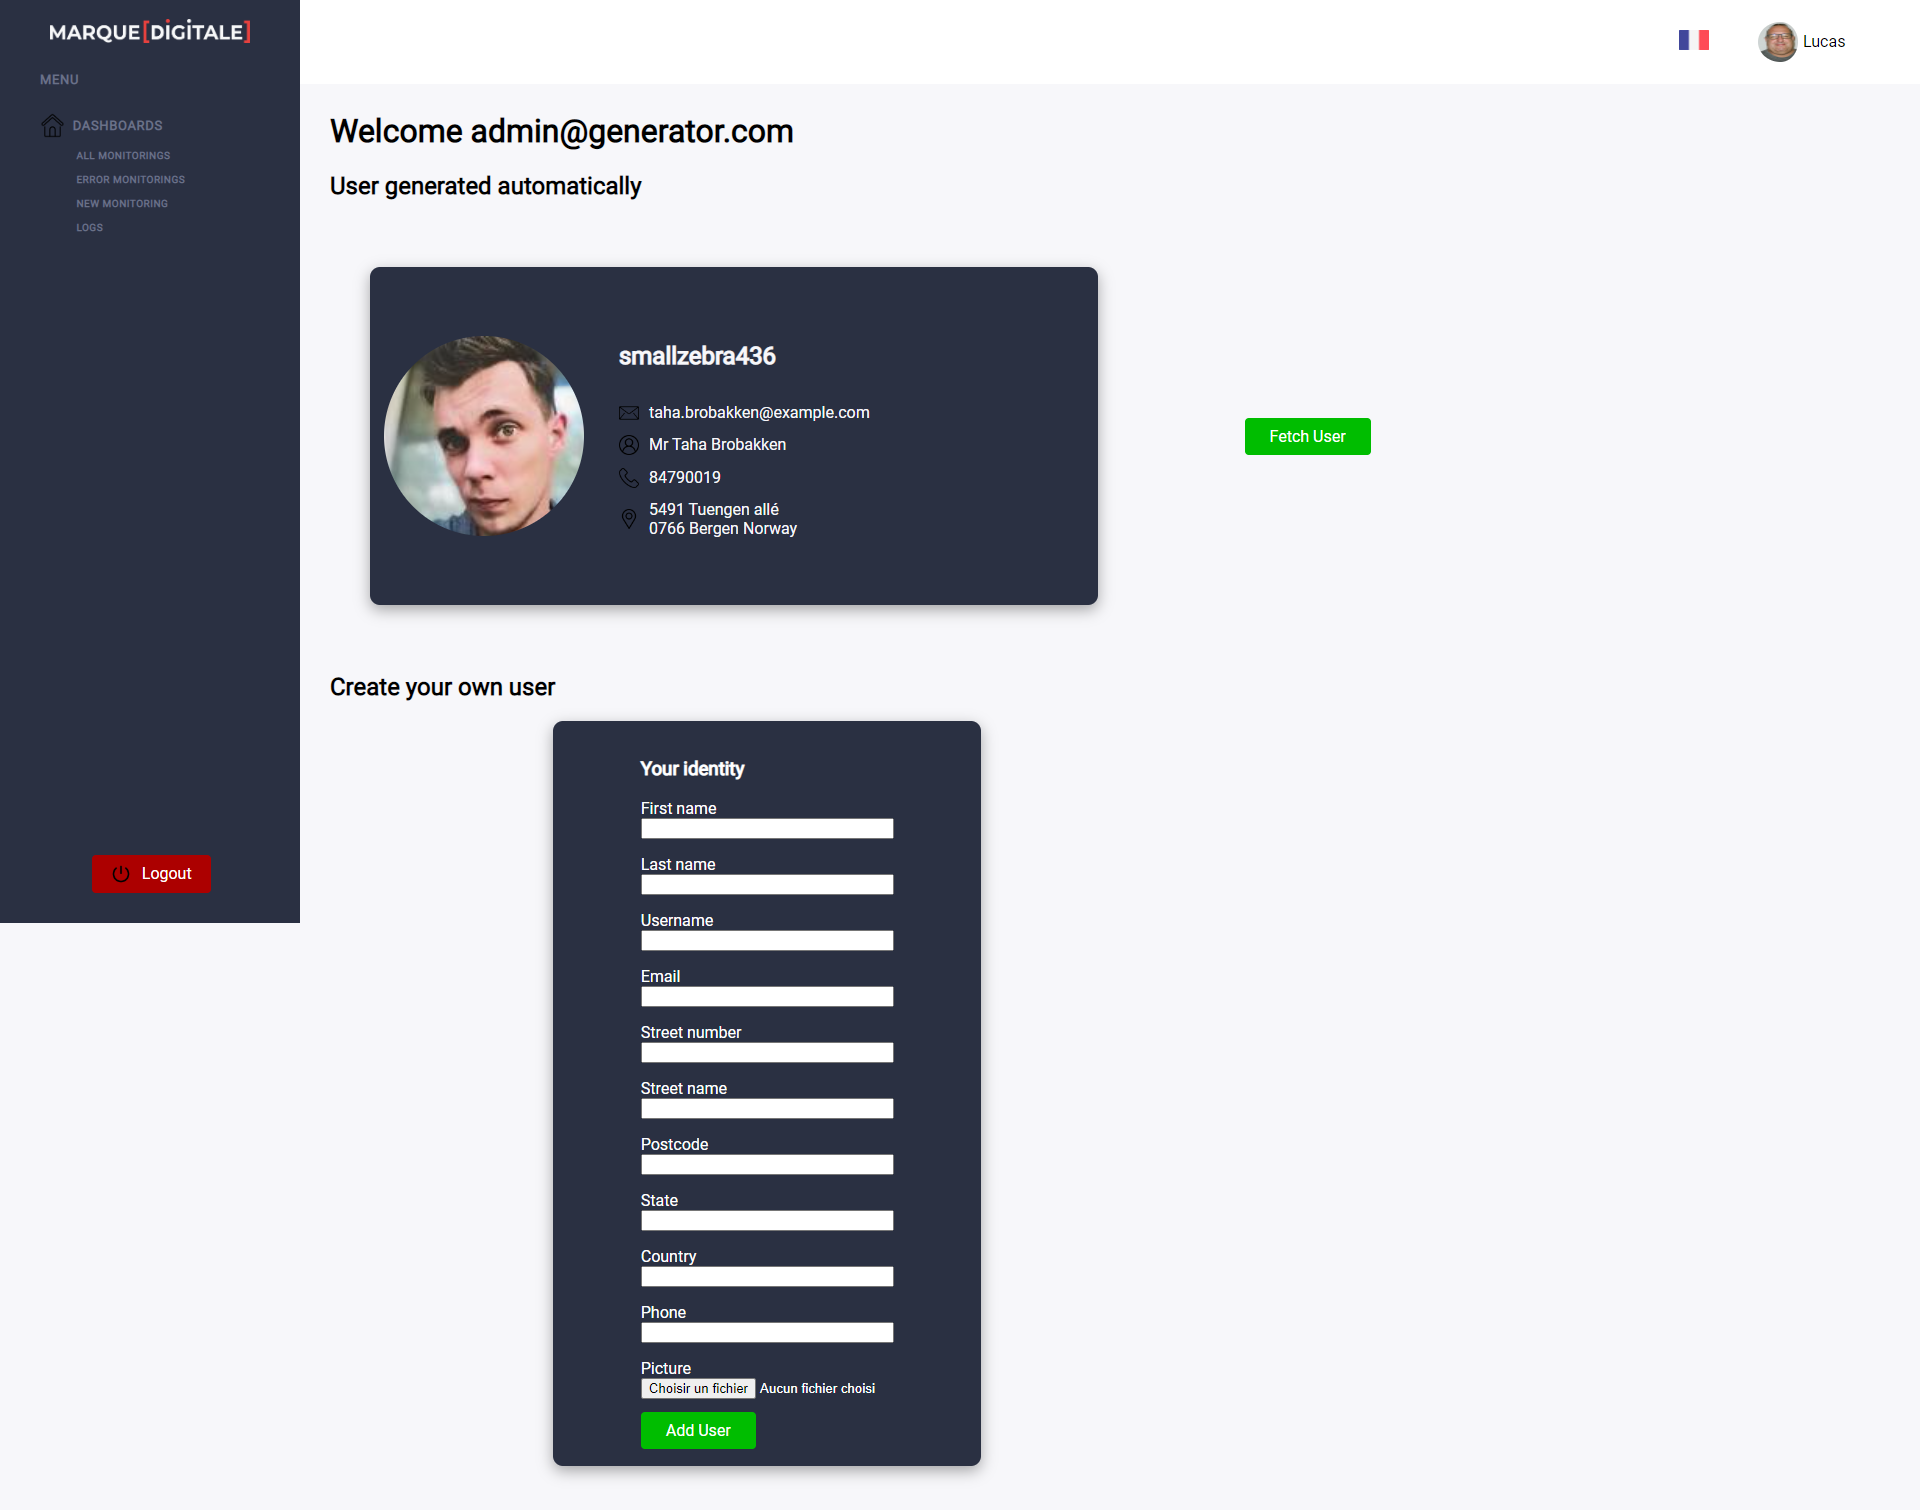 MARQUE[DiGiTALE]
MENU
DASHBOARDS
ALL MONITORINGS
ERROR MONITORINGS
NEW MONITORING
LOGS
Logout
Lucas
Welcome admin@generator.com
User generated automatically
smallzebra436
taha.brobakken@example.com
Mr Taha Brobakken
84790019
5491 Tuengen allé
0766 Bergen Norway
Fetch User
Create your own user
Your identity
First name
Last name
Username
Email
Street number
Street name
Postcode
State
Country
Phone
Picture
Choisir un fichier Aucun fichier choisi
Add User